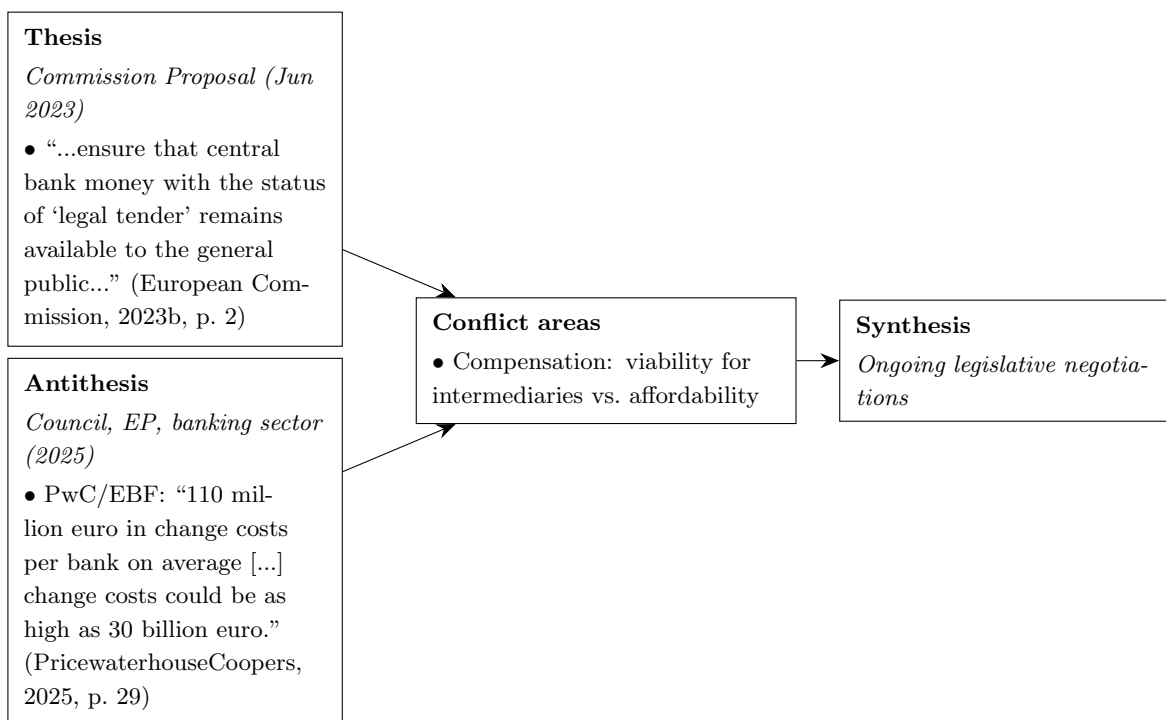 Thesis
Commission Proposal (Jun
2023)
• “...ensure that central
bank money with the status
of ‘legal tender’ remains
available to the general
public...” (European Com-
mission, 2023b, p. 2)
Antithesis
Council, EP, banking sector
(2025)
• PwC/EBF: “110 mil-
lion euro in change costs
per bank on average [...]
change costs could be as
high as 30 billion euro.”
(PricewaterhouseCoopers,
2025, p. 29)
Conflict areas
• Compensation: viability for
intermediaries vs. affordability
Synthesis
Ongoing legislative negotia-
tions